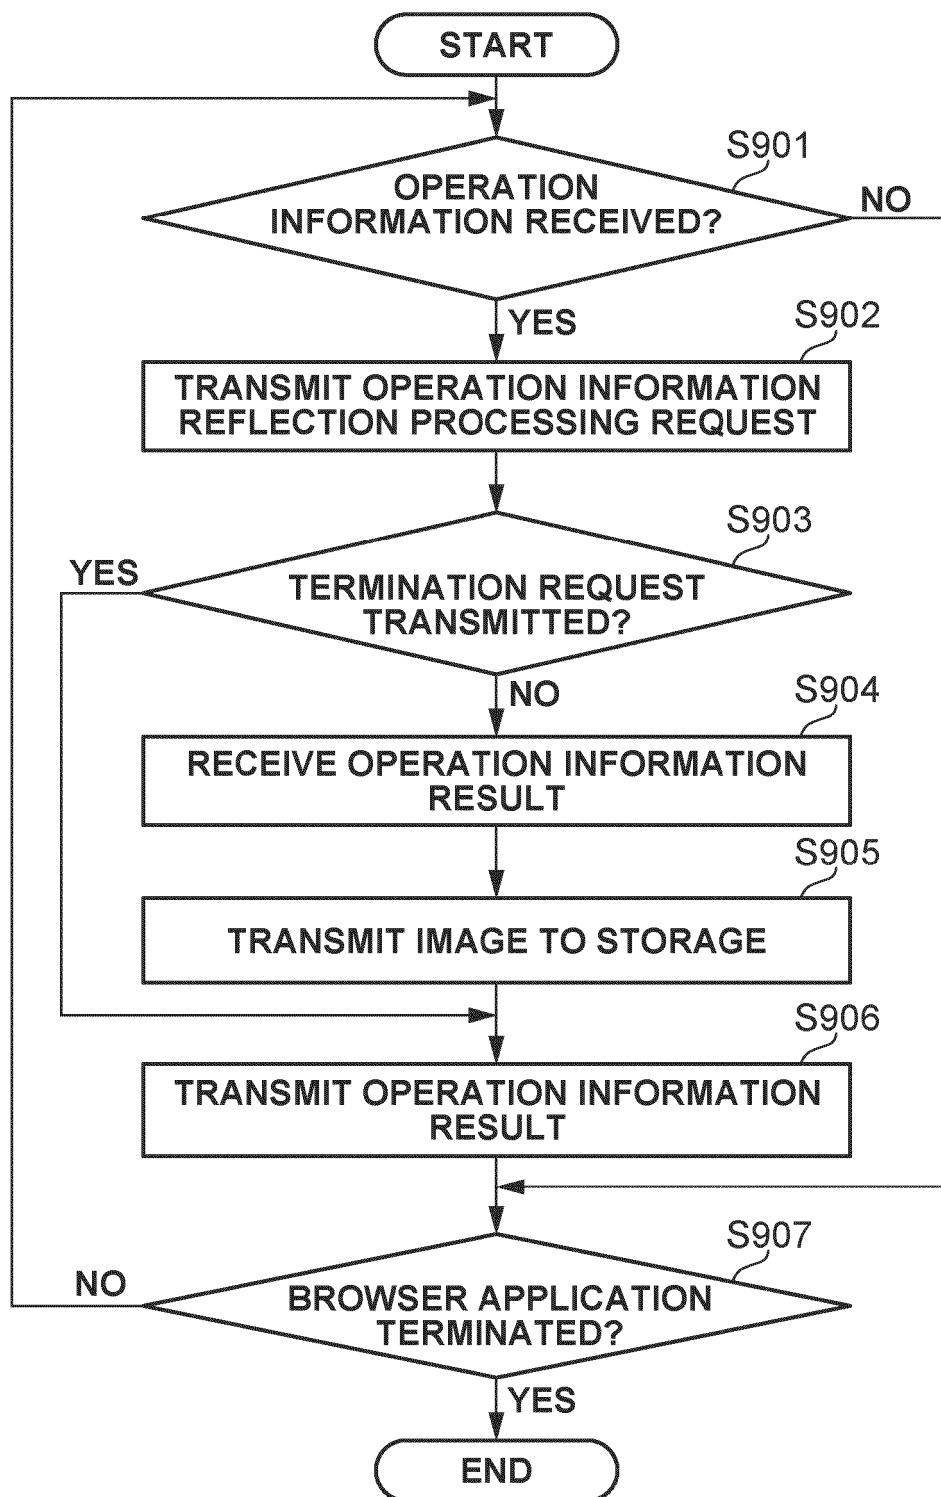 START
S901
OPERATION
INFORMATION RECEIVED?
NO
YES
S902
TRANSMIT OPERATION INFORMATION
REFLECTION PROCESSING REQUEST
S903
YES
TERMINATION REQUEST
TRANSMITTED?
NO
S904
RECEIVE OPERATION INFORMATION
RESULT
S905
TRANSMIT IMAGE TO STORAGE
S906
TRANSMIT OPERATION INFORMATION
RESULT
S907
NO
BROWSER APPLICATION
TERMINATED?
YES
END